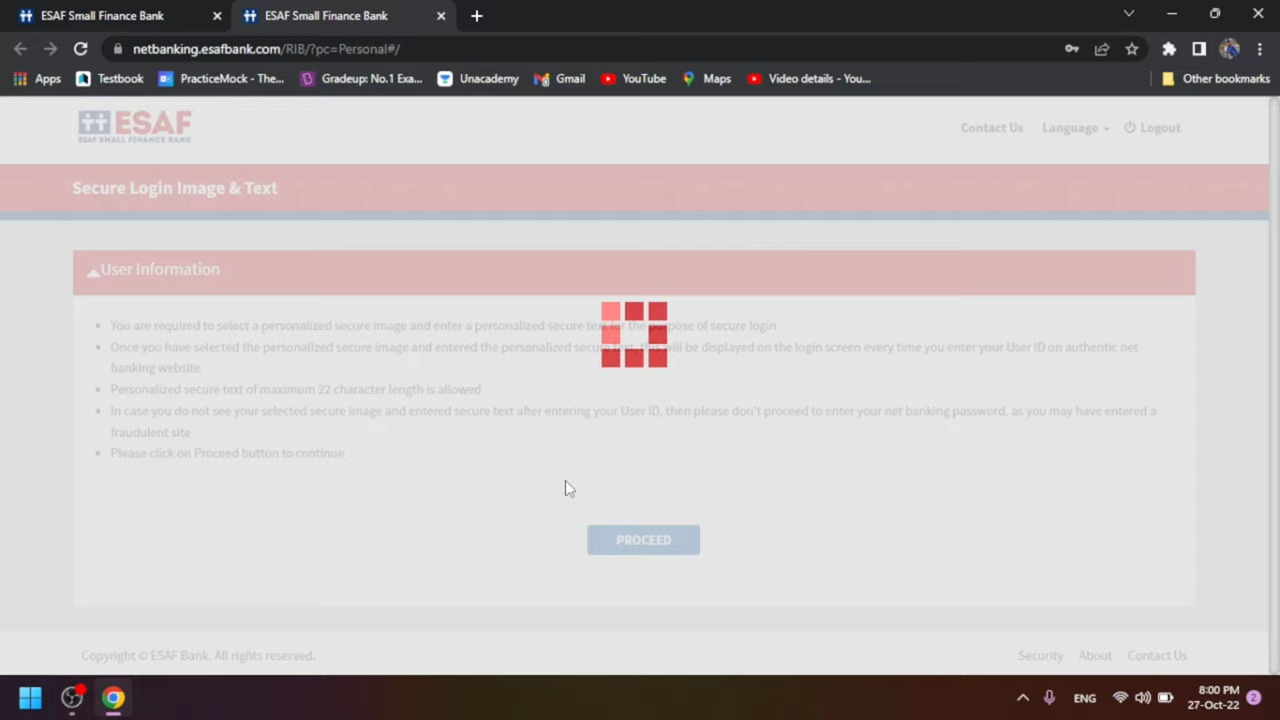 ESAF Small Finance Bank
ESAF Small Finance Bank
netbanking.esafbank.com/RIB/?pc=Personal#/
Apps
Testbook
PracticeMock - The...
Gradeup: No.1 Exa...
Unacademy
Gmail
YouTube
Maps
Video details - You...
Other bookmarks
ESAF
ESAF SMALL FINANCE BANK
Contact Us
Language
Logout
Secure Login Image & Text
User Information
You are required to select a personalized secure image and enter a personalized secure text for the purpose of secure login
Once you have selected the personalized secure image and entered the personalized secure text, this will be displayed on the login screen every time you enter your User ID on authentic net
banking website
Personalized secure text of maximum 22 character length is allowed
In case you do not see your selected secure image and entered secure text after entering your User ID, then please don't proceed to enter your net banking password, as you may have entered a
fraudulent site
Please click on Proceed button to continue
PROCEED
Copyright © ESAF Bank. All rights reserved.
Security
About
Contact Us
ENG
8:00 PM
27-Oct-22
2